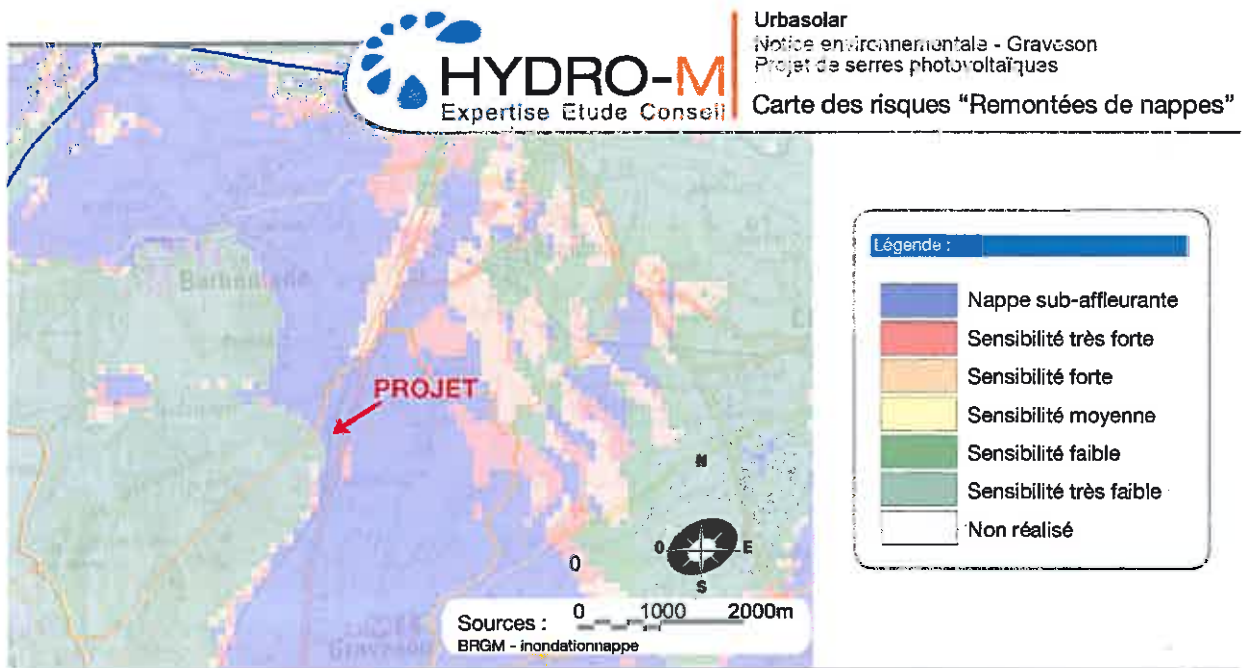 HYDRO-M
Expertise Etude Conseil
Urbasolar
Notice environnementale - Graveson
Projet de serres photovoltaïques
Carte des risques "Remontées de nappes"
Légende :
Nappe sub-affleurante
Sensibilité très forte
Sensibilité forte
Sensibilité moyenne
Sensibilité faible
Sensibilité très faible
Non réalisé
Barbentane
PROJET
Graveson
N
O
E
S
0
Sources :
0 1000 2000m
BRGM - inondationnappe